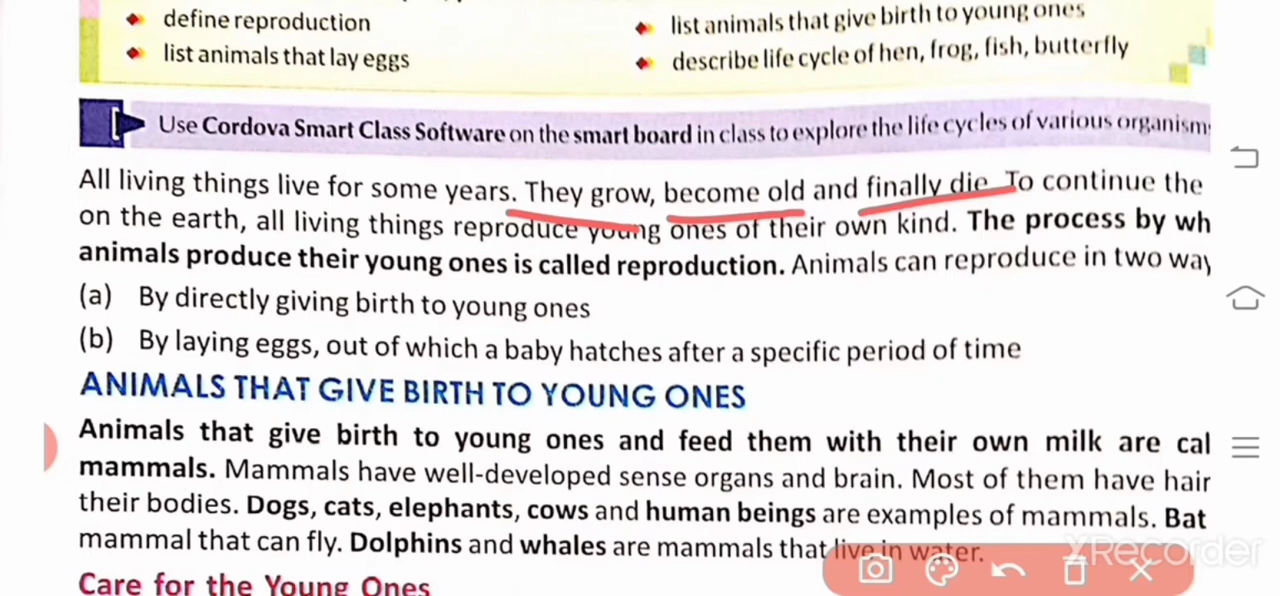 define reproduction
list animals that lay eggs
list animals that give birth to young ones
describe life cycle of hen, frog, fish, butterfly
Use Cordova Smart Class Software on the smart board in class to explore the life cycles of various organism
All living things live for some years. They grow, become old and finally die. To continue the
on the earth, all living things reproduce young ones of their own kind. The process by wh
animals produce their young ones is called reproduction. Animals can reproduce in two way
(a) By directly giving birth to young ones
(b) By laying eggs, out of which a baby hatches after a specific period of time
ANIMALS THAT GIVE BIRTH TO YOUNG ONES
Animals that give birth to young ones and feed them with their own milk are cal
mammals. Mammals have well-developed sense organs and brain. Most of them have hair
their bodies. Dogs, cats, elephants, cows and human beings are examples of mammals. Bat
mammal that can fly. Dolphins and whales are mammals that live in water.
XRecorder
Care for the Young Ones